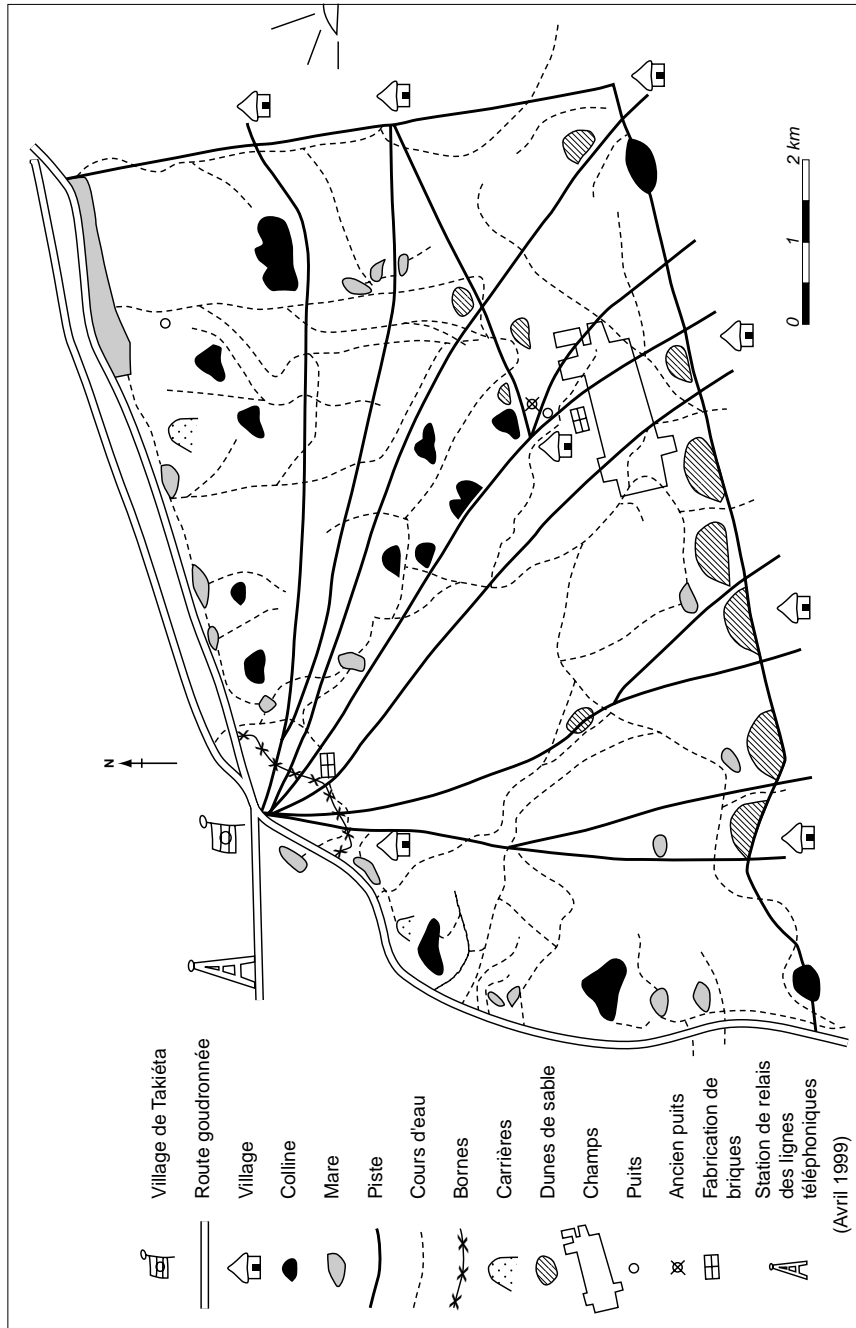 N
0
1
2 km
Village de Takiéta
Route goudronnée
Village
Colline
Mare
Piste
Cours d'eau
Bornes
Carrières
Dunes de sable
Champs
Puits
Ancien puits
Fabrication de
briques
Station de relais
des lignes
téléphoniques
(Avril 1999)